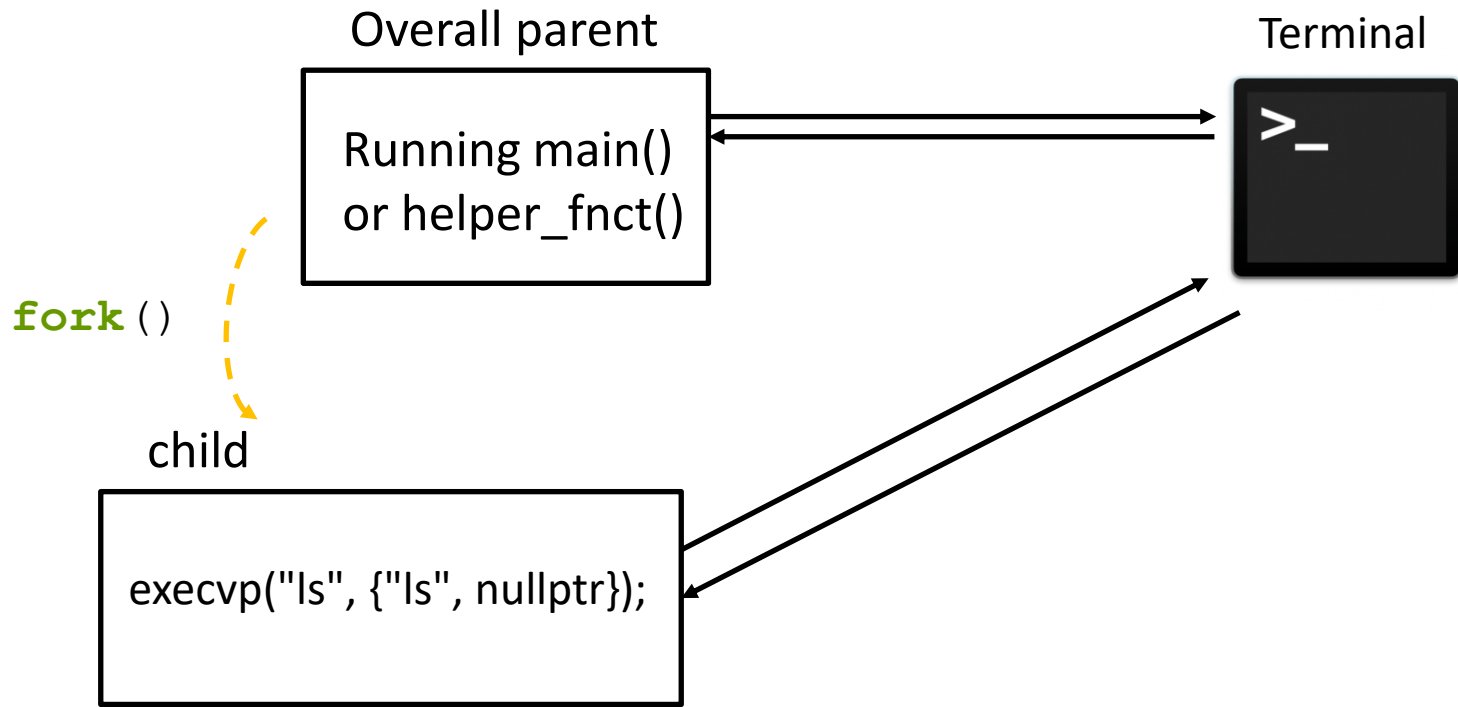 Overall parent
Terminal
>_
Running main()
or helper_fnct()
fork()
child
execvp("ls", {"ls", nullptr});